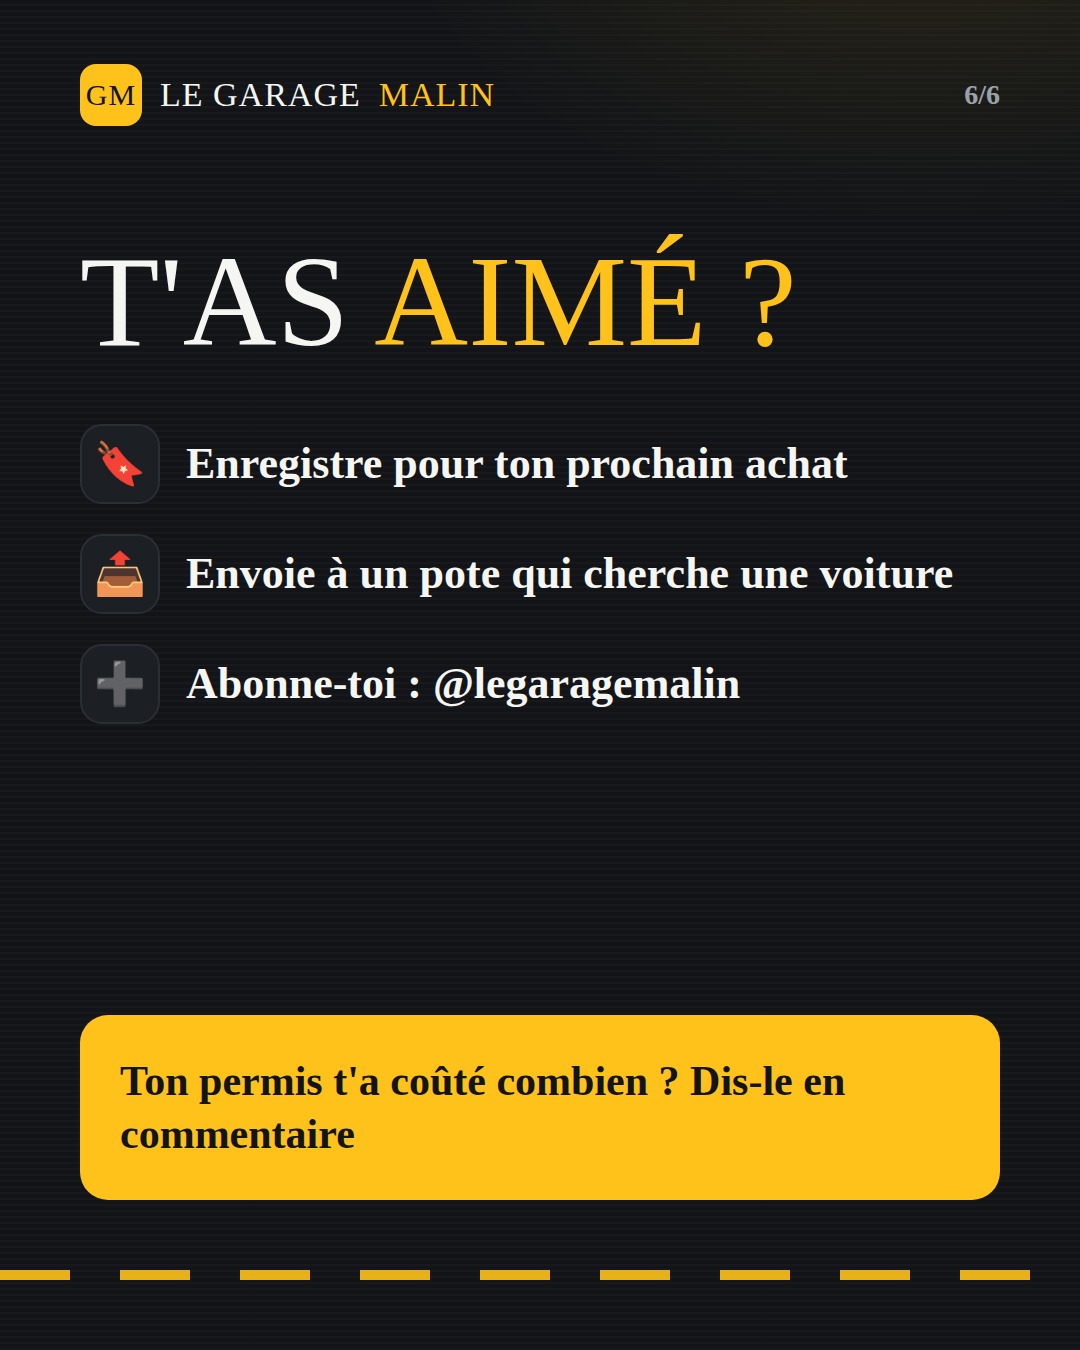 GM LE GARAGE MALIN
6/6
T'AS AIMÉ ?
Enregistre pour ton prochain achat
Envoie à un pote qui cherche une voiture
Abonne-toi : @legaragemalin
Ton permis t'a coûté combien ? Dis-le en
commentaire